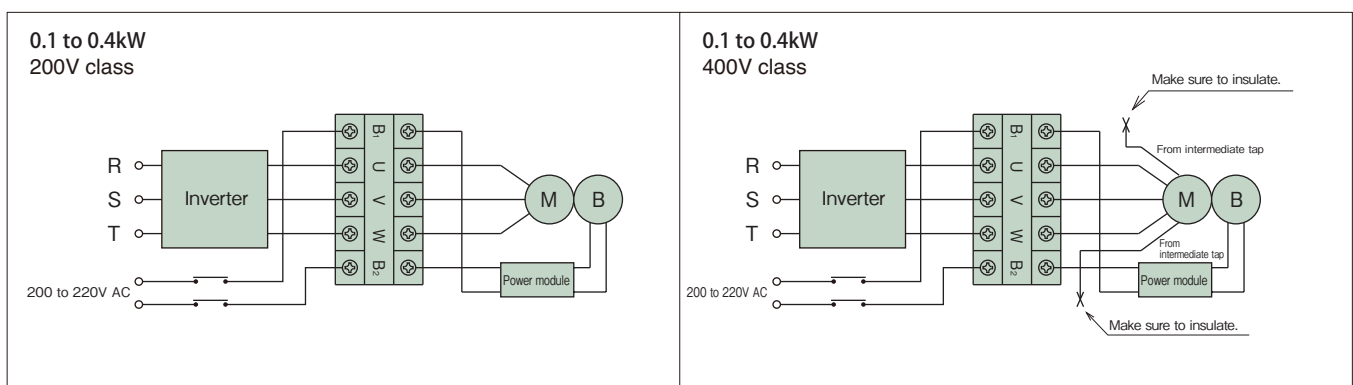 0.1 to 0.4kW
200V class
R
S
T
Inverter
B1
U
V
W
B2
M
B
Power module
200 to 220V AC
0.1 to 0.4kW
400V class
Make sure to insulate.
From intermediate tap
R
S
T
Inverter
B1
U
V
W
B2
M
B
From
intermediate tap
Power module
200 to 220V AC
Make sure to insulate.